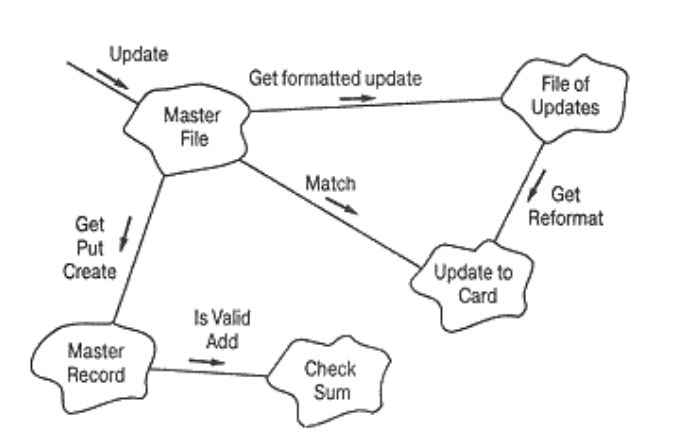 Update
Get formatted update
File of
Updates
Master
File
Match
Get
Reformat
Get
Put
Create
Update to
Card
Is Valid
Add
Master
Record
Check
Sum